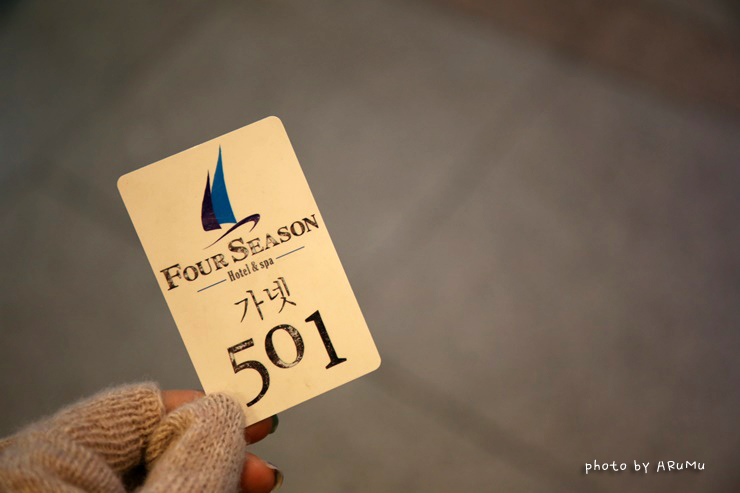 FOUR SEASON
Hotel & spa
가넷
501
photo by ARuMu